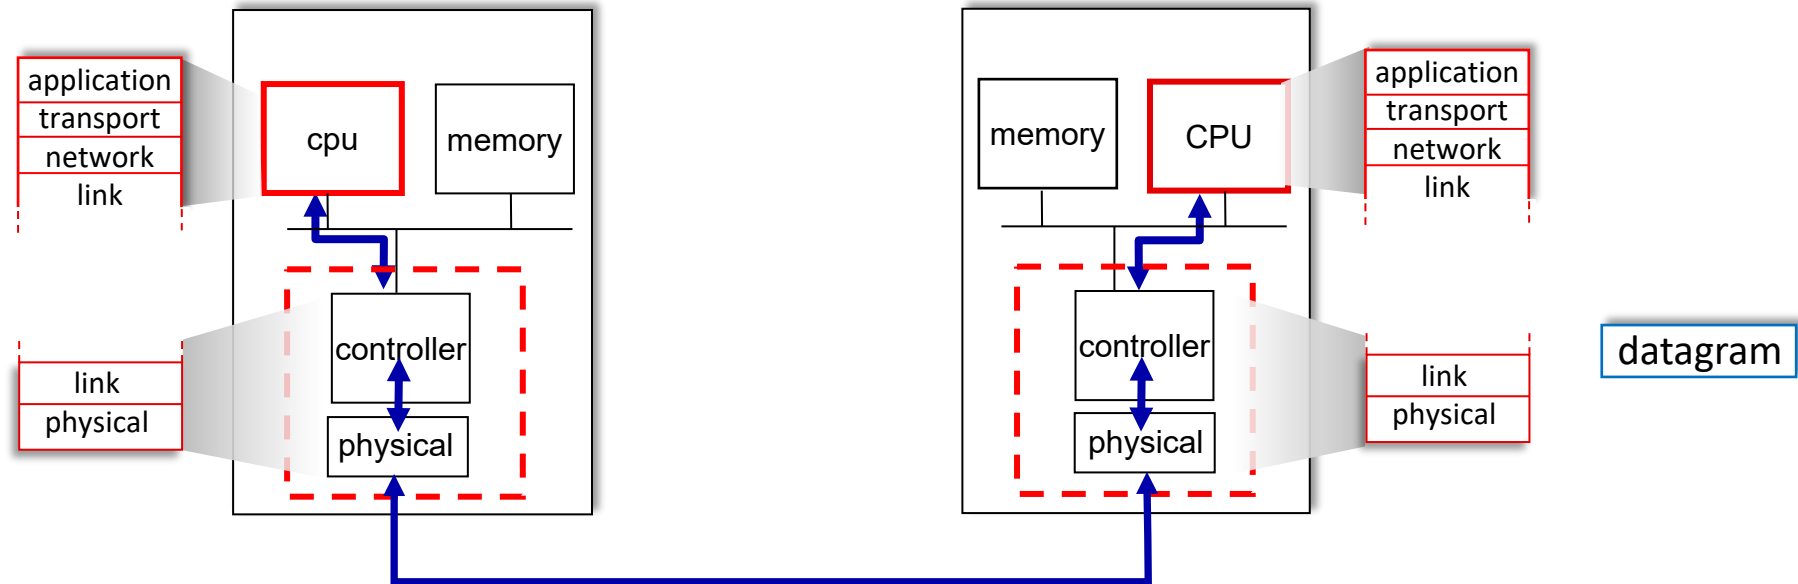 application
transport
network
link
cpu
memory
link
physical
controller
physical
memory
CPU
application
transport
network
link
controller
physical
link
physical
datagram